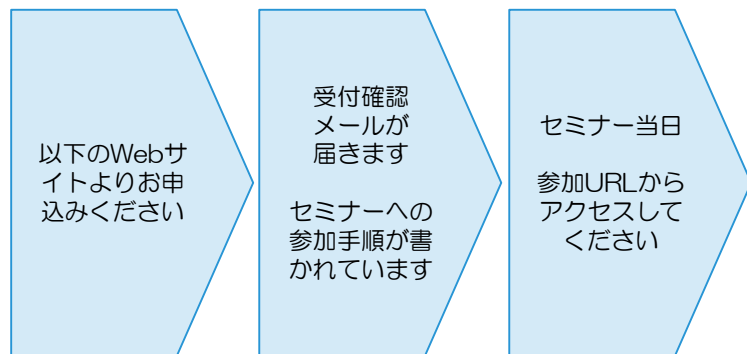 以下のWebサ
イトよりお申
込みください
受付確認
メールが
届きます
セミナーへの
参加手順が書
かれています
セミナー当日
参加URLから
アクセスして
ください